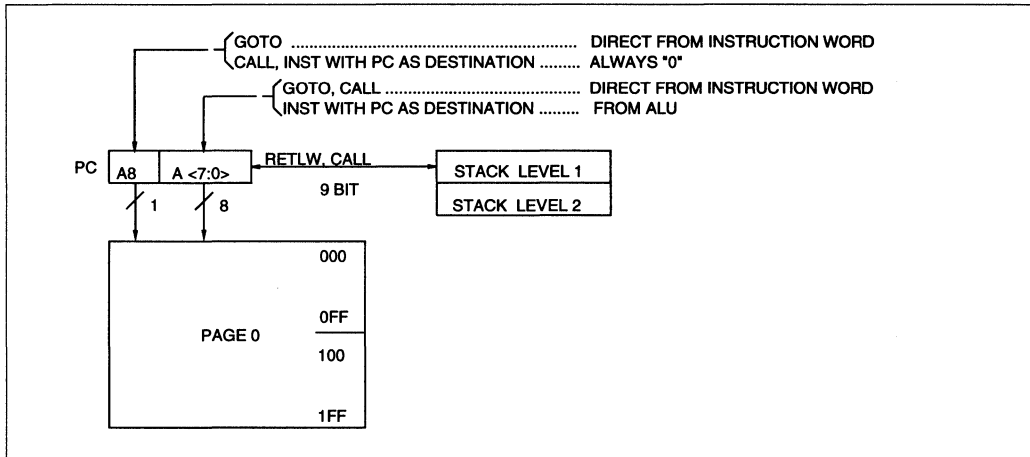 GOTO ................................................................ DIRECT FROM INSTRUCTION WORD
CALL, INST WITH PC AS DESTINATION ......... ALWAYS "0"
GOTO, CALL ........................................... DIRECT FROM INSTRUCTION WORD
INST WITH PC AS DESTINATION ......... FROM ALU
PC A8 A <7:0> RETLW, CALL STACK LEVEL 1
9 BIT
STACK LEVEL 2
1 8
000
0FF
PAGE 0
100
1FF